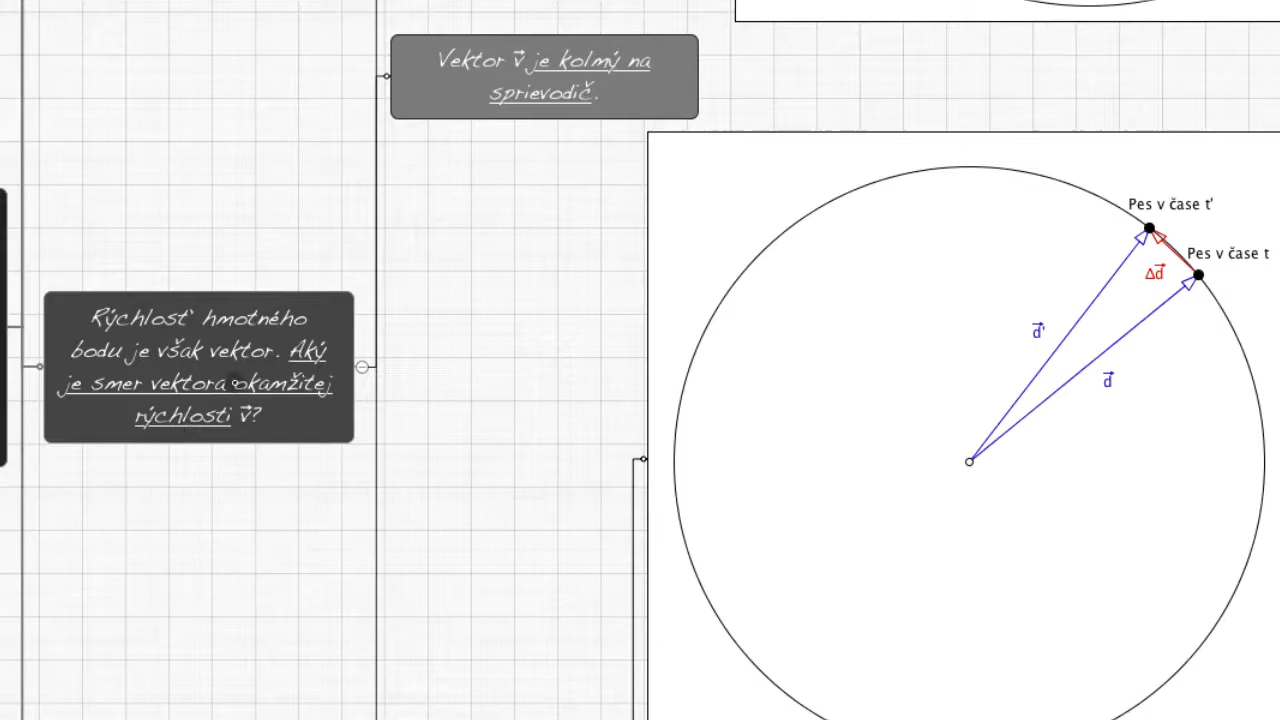 Vektor v⃗ je kolmý na
sprievodič.
Rýchlosť hmotného
bodu je však vektor. Aký
je smer vektora okamžitej
rýchlosti v⃗?
Pes v čase t'
Pes v čase t
Δd⃗
d⃗'
d⃗